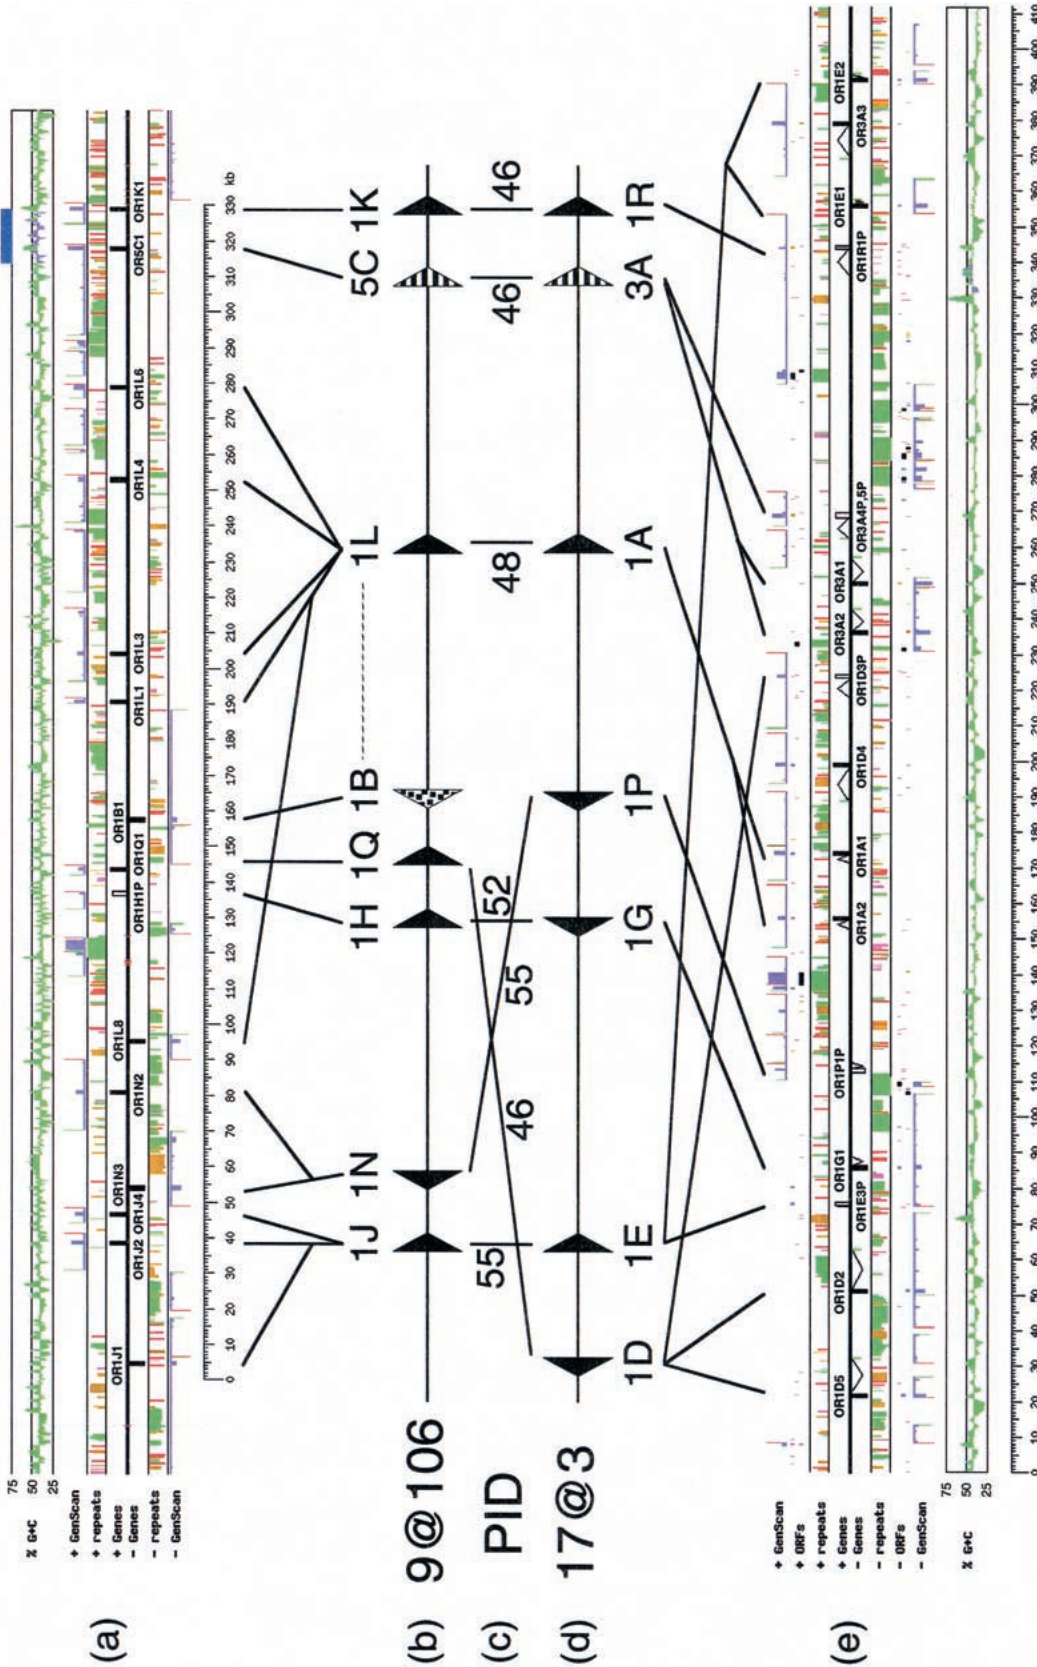 (a)
75
50
25
% G+C
+ GenScan
+ repeats
+ Genes
- Genes
- repeats
- GenScan
OR1J1 OR1J2 OR1J4 OR1N3 OR1N2 OR1L8 OR1H1P OR1Q1 OR1B1 OR1L1 OR1L3 OR1L4 OR1L6 OR5C1 OR1K1
0 10 20 30 40 50 60 70 80 90 100 110 120 130 140 150 160 170 180 190 200 210 220 230 240 250 260 270 280 290 300 310 320 330 kb
1J 1N 1H 1Q 1B 1L 5C 1K
(b) 9@106
(c) PID 55 46 55 52 48 46 46
(d) 17@3
1D 1E 1G 1P 1A 3A 1R
(e)
+ GenScan
+ ORFs
+ repeats
+ Genes
- Genes
- repeats
- ORFs
- GenScan
OR1D5 OR1D2 OR1E3P OR1G1 OR1P1P OR1A2 OR1A1 OR1D4 OR1D3P OR3A2 OR3A1 OR3A4P,5P OR1R1P OR1E1 OR3A3 OR1E2
75
50
25
% G+C
0 10 20 30 40 50 60 70 80 90 100 110 120 130 140 150 160 170 180 190 200 210 220 230 240 250 260 270 280 290 300 310 320 330 340 350 360 370 380 390 400 410